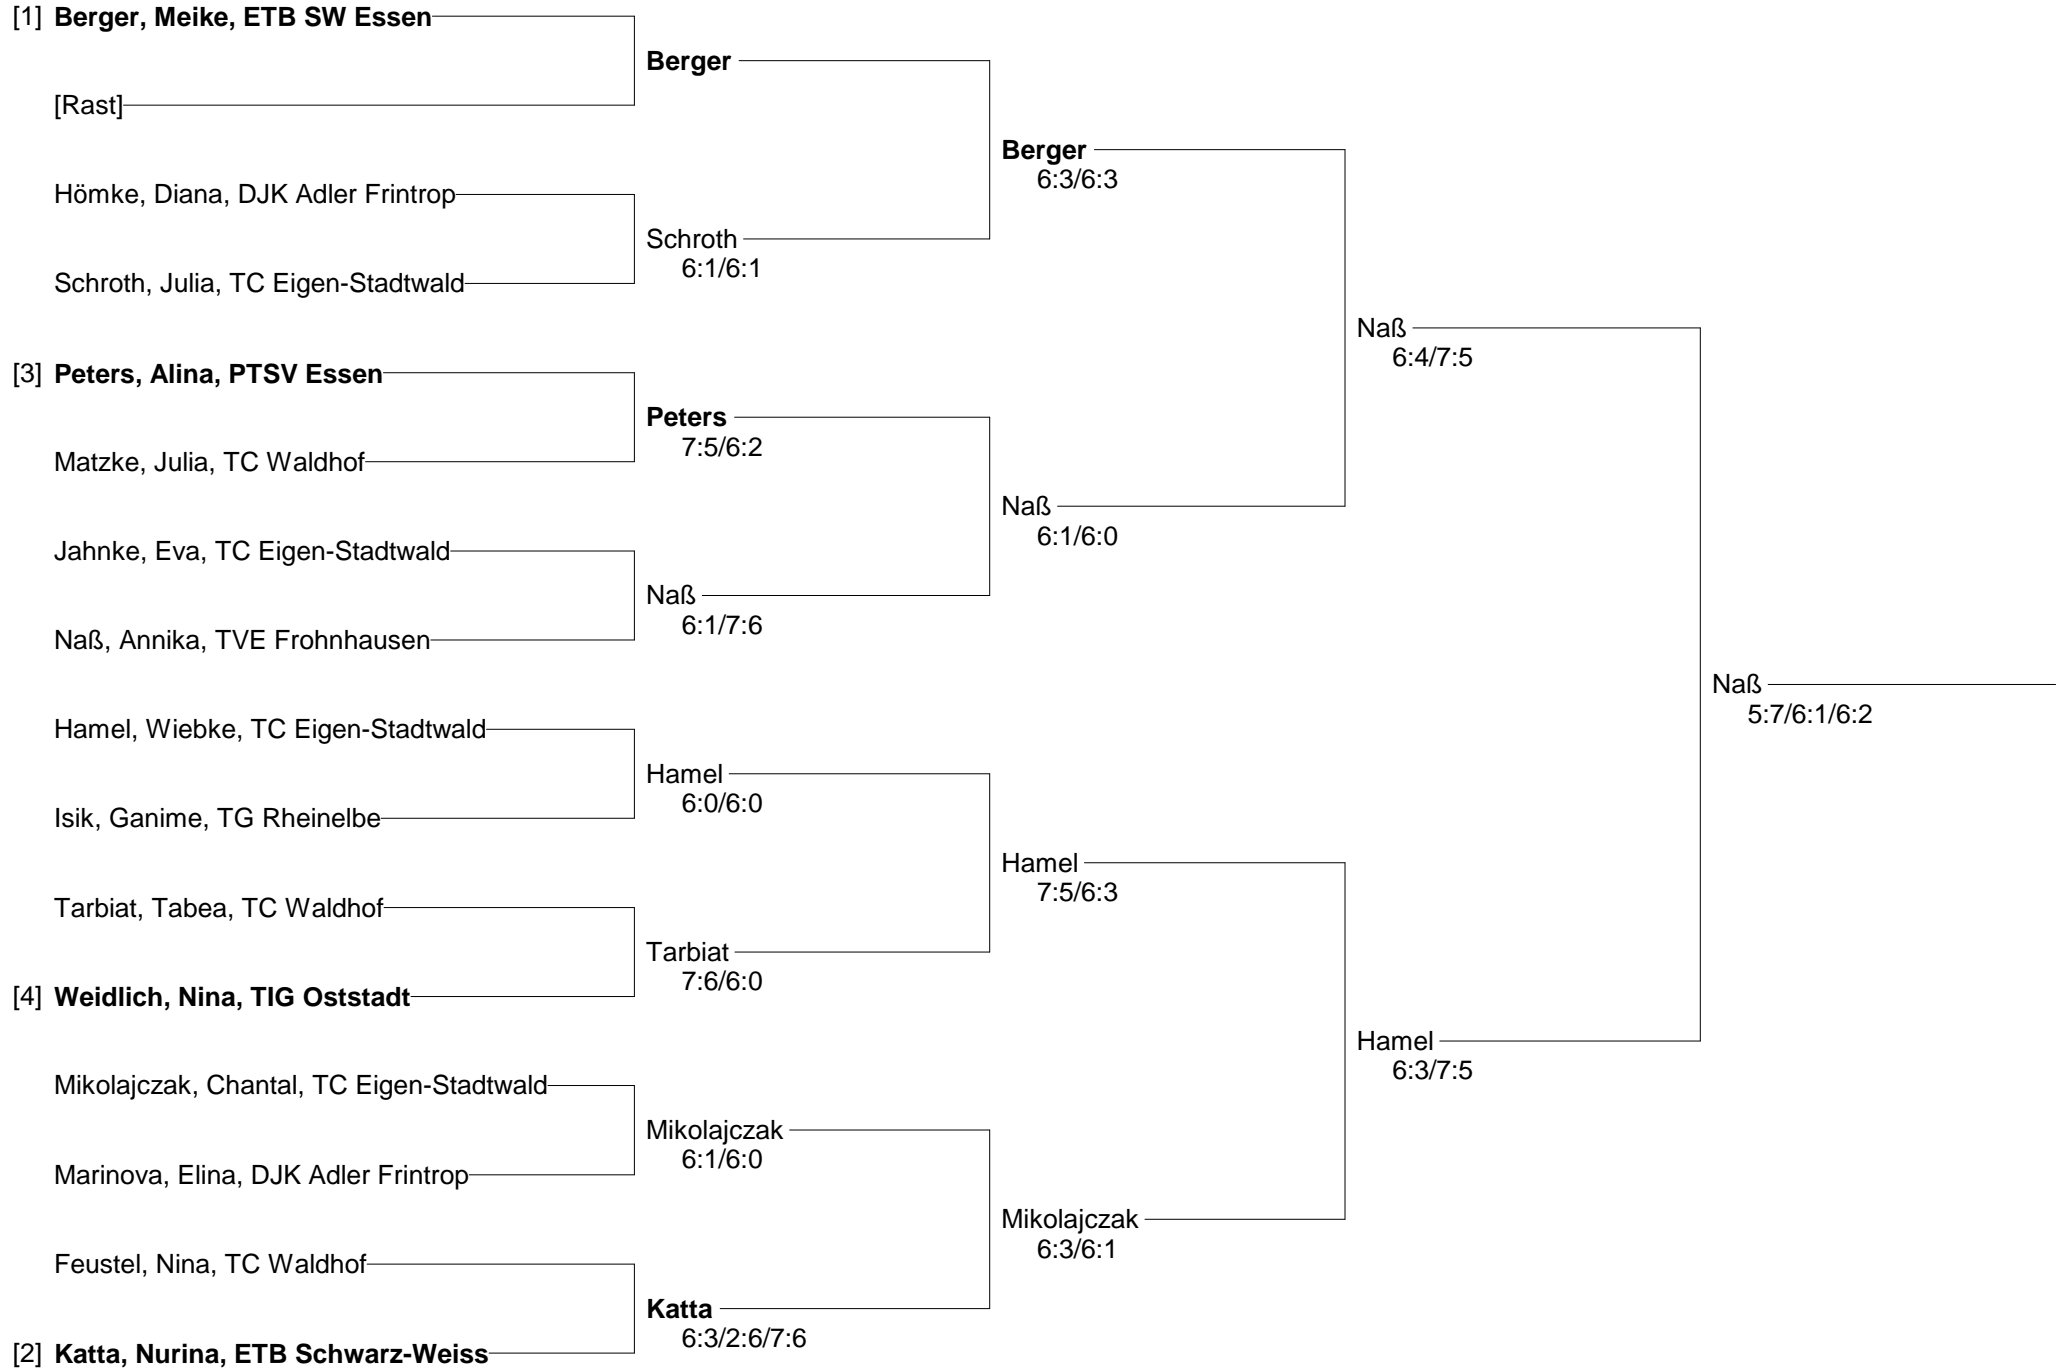 [1] Berger, Meike, ETB SW Essen
Berger
[Rast]
Berger
6:3/6:3
Hömke, Diana, DJK Adler Frintrop
Schroth
6:1/6:1
Schroth, Julia, TC Eigen-Stadtwald
Naß
6:4/7:5
[3] Peters, Alina, PTSV Essen
Peters
7:5/6:2
Matzke, Julia, TC Waldhof
Naß
6:1/6:0
Jahnke, Eva, TC Eigen-Stadtwald
Naß
6:1/7:6
Naß, Annika, TVE Frohnhausen
Naß
5:7/6:1/6:2
Hamel, Wiebke, TC Eigen-Stadtwald
Hamel
6:0/6:0
Isik, Ganime, TG Rheinelbe
Hamel
7:5/6:3
Tarbiat, Tabea, TC Waldhof
Tarbiat
7:6/6:0
[4] Weidlich, Nina, TIG Oststadt
Hamel
6:3/7:5
Mikolajczak, Chantal, TC Eigen-Stadtwald
Mikolajczak
6:1/6:0
Marinova, Elina, DJK Adler Frintrop
Mikolajczak
6:3/6:1
Feustel, Nina, TC Waldhof
Katta
6:3/2:6/7:6
[2] Katta, Nurina, ETB Schwarz-Weiss